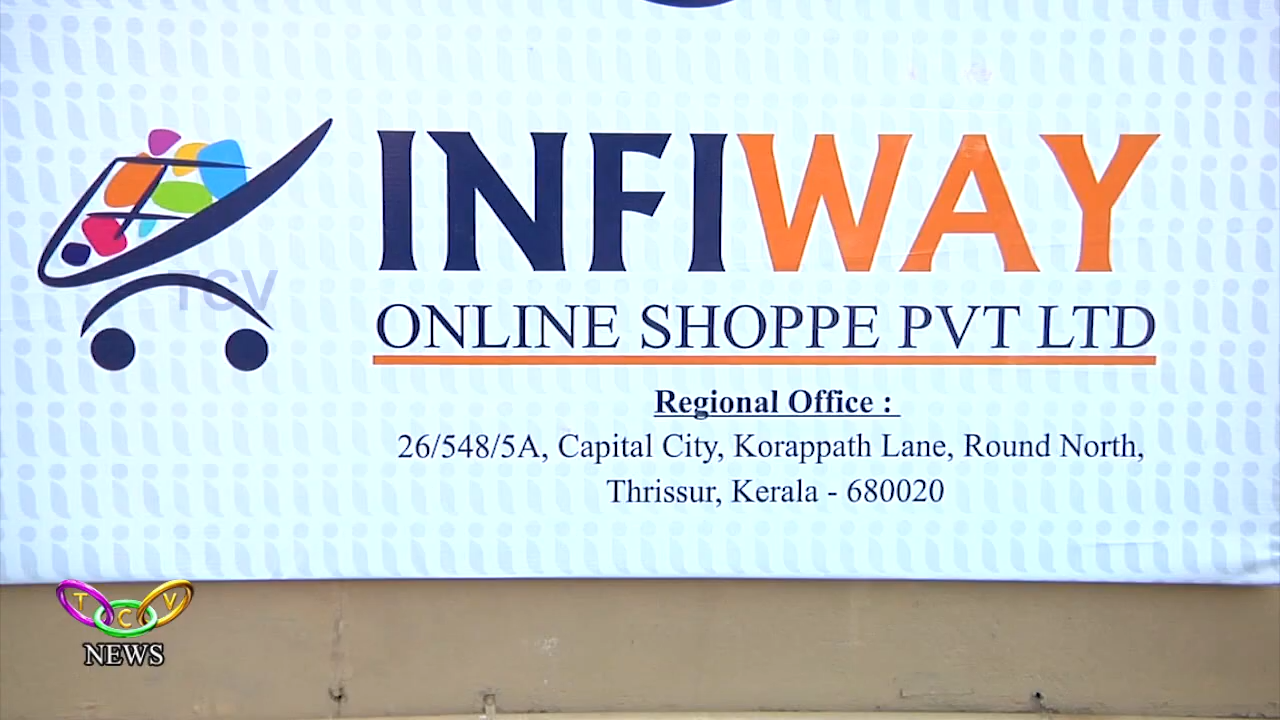 INFIWAY
TCV
ONLINE SHOPPE PVT LTD
Regional Office :
26/548/5A, Capital City, Korappath Lane, Round North,
Thrissur, Kerala - 680020
TCV
NEWS